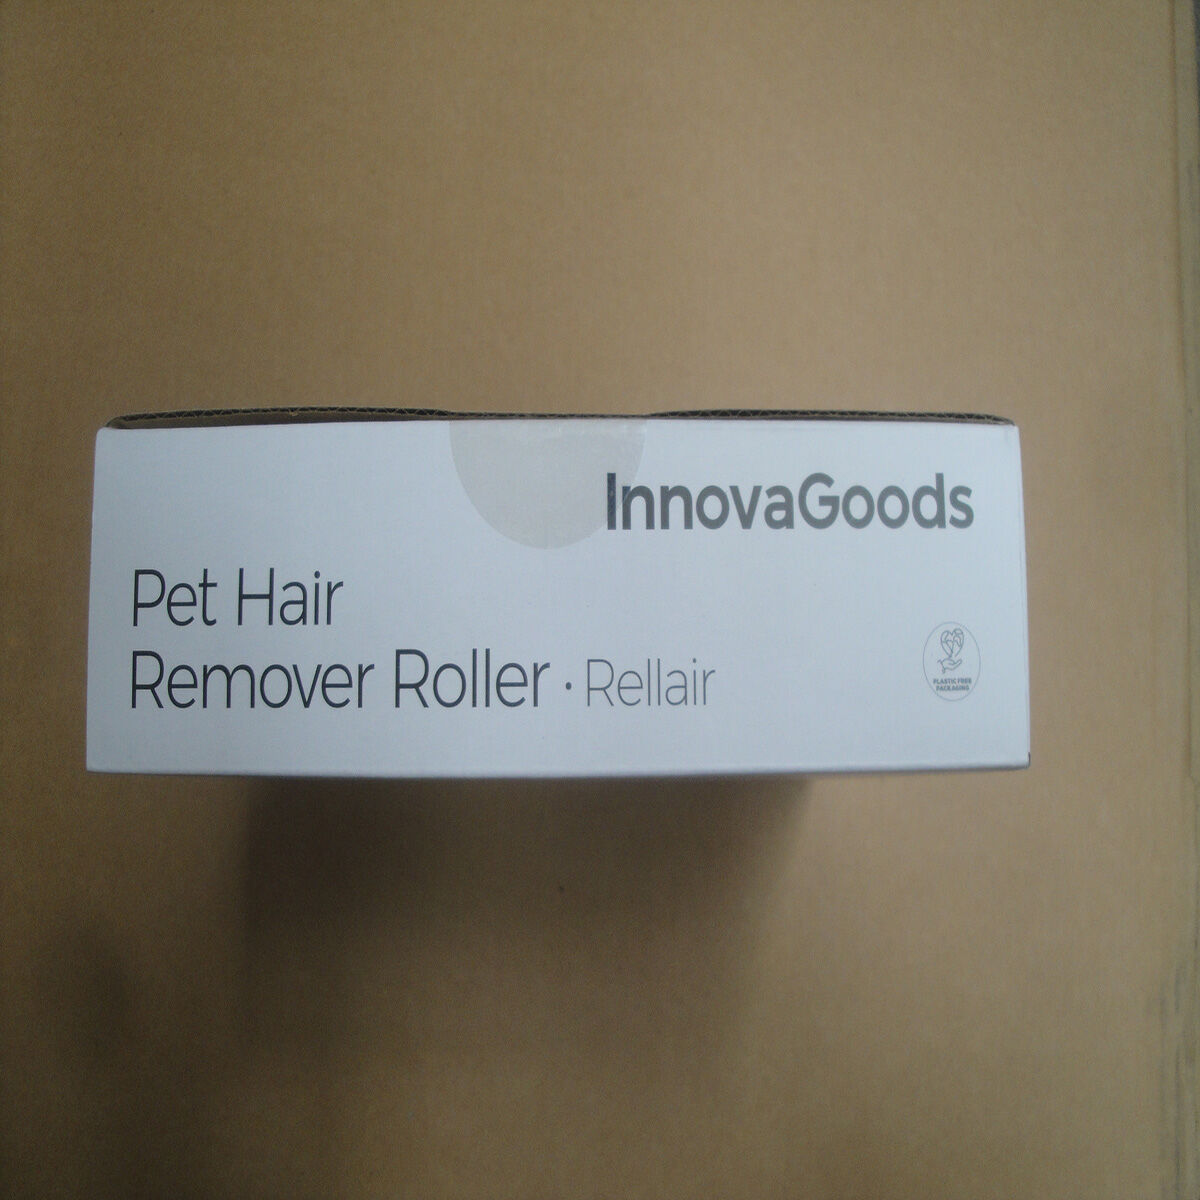 InnovaGoods
Pet Hair
Remover Roller · Rellair
PLASTIC FREE
PACKAGING